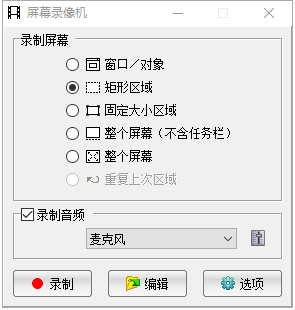 屏幕录像机
录制屏幕
窗口／对象
矩形区域
固定大小区域
整个屏幕（不含任务栏）
整个屏幕
重复上次区域
录制音频
麦克风
录制
编辑
选项